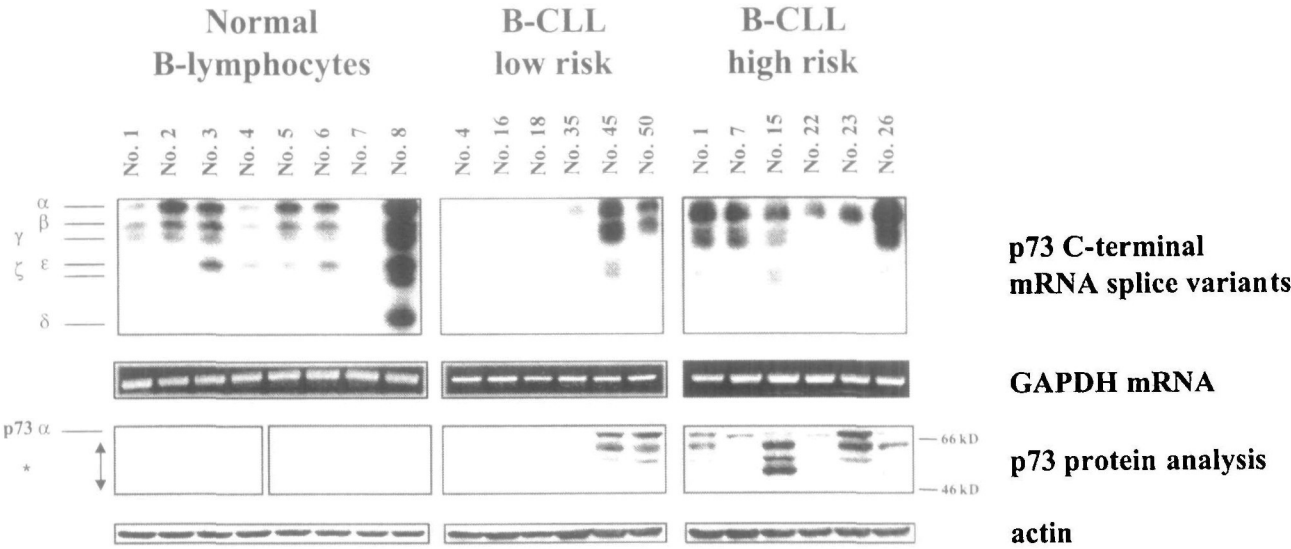 Normal
B-lymphocytes
B-CLL
low risk
B-CLL
high risk
No. 1
No. 2
No. 3
No. 4
No. 5
No. 6
No. 7
No. 8
No. 4
No. 16
No. 18
No. 35
No. 45
No. 50
No. 1
No. 7
No. 15
No. 22
No. 23
No. 26
α
β
γ
ε
ζ
δ
p73 C-terminal
mRNA splice variants
GAPDH mRNA
p73 α
*
66 kD
46 kD
p73 protein analysis
actin